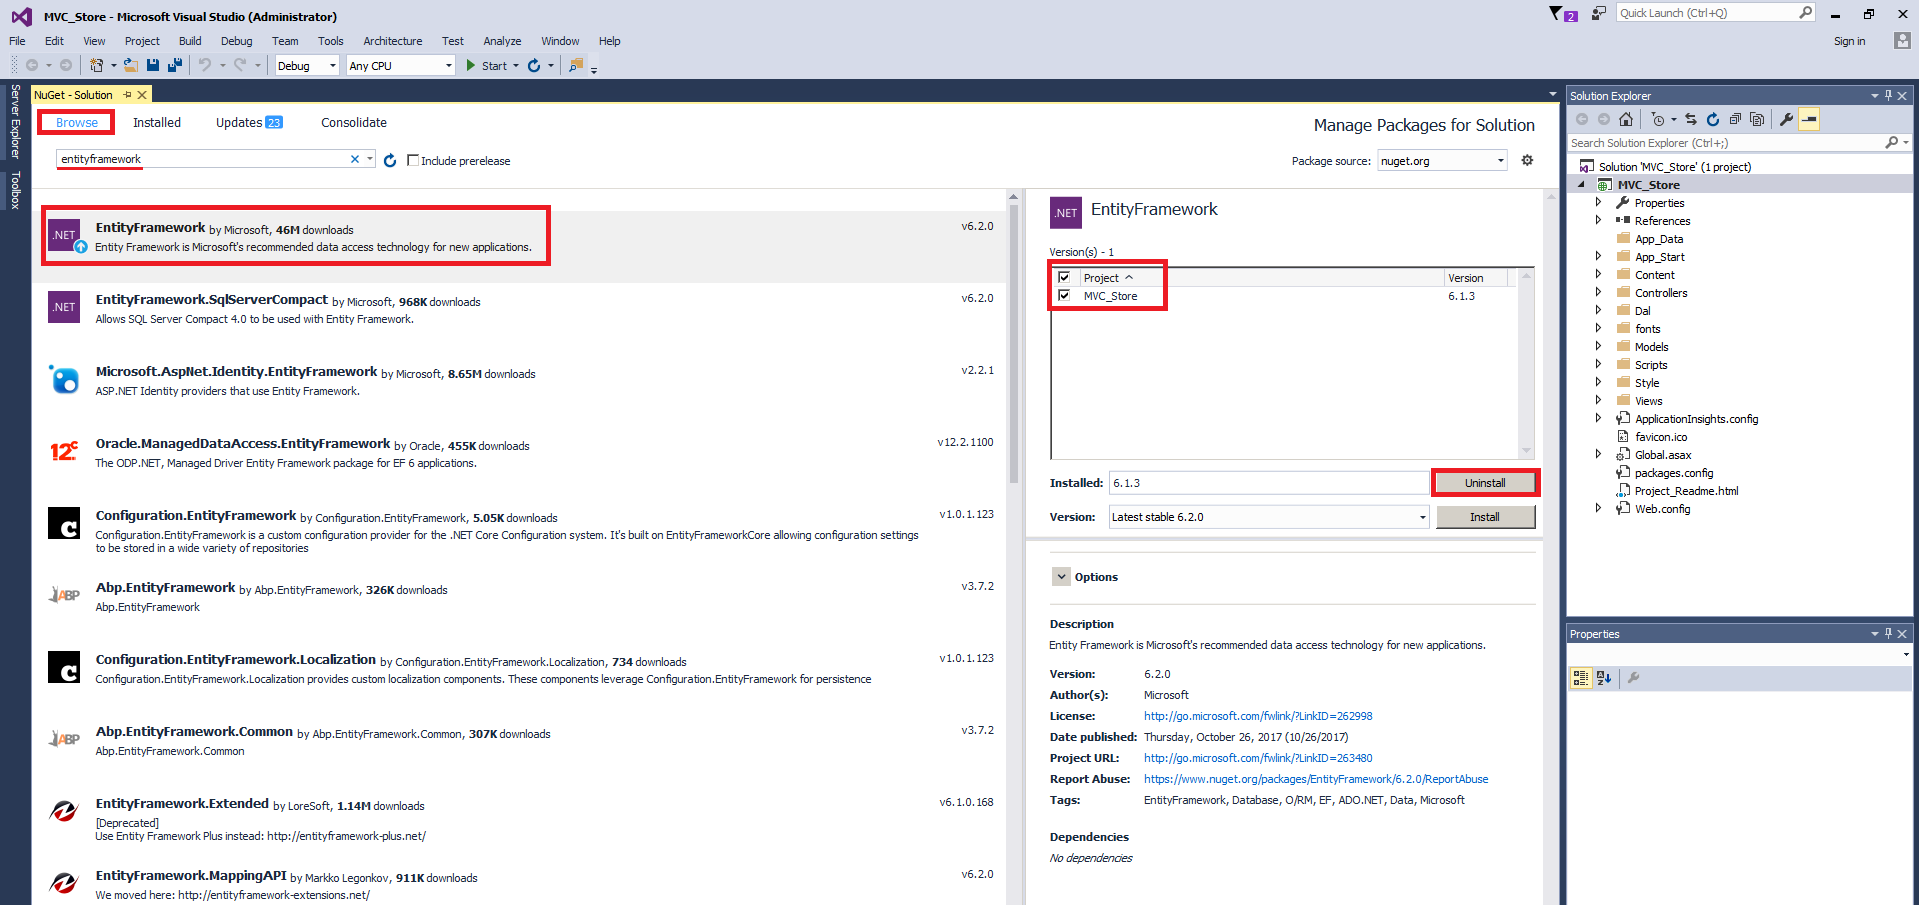 MVC_Store - Microsoft Visual Studio (Administrator)
2
Quick Launch (Ctrl+Q)
File Edit View Project Build Debug Team Tools Architecture Test Analyze Window Help
Sign in
Debug Any CPU Start
Server Explorer
Toolbox
NuGet - Solution
Browse Installed Updates 23 Consolidate
Manage Packages for Solution
entityframework
Include prerelease
Package source: nuget.org
.NET
EntityFramework by Microsoft, 46M downloads
v6.2.0
Entity Framework is Microsoft's recommended data access technology for new applications.
.NET
EntityFramework.SqlServerCompact by Microsoft, 968K downloads
v6.2.0
Allows SQL Server Compact 4.0 to be used with Entity Framework.
Microsoft.AspNet.Identity.EntityFramework by Microsoft, 8.65M downloads
v2.2.1
ASP.NET Identity providers that use Entity Framework.
12c
Oracle.ManagedDataAccess.EntityFramework by Oracle, 455K downloads
v12.2.1100
The ODP.NET, Managed Driver Entity Framework package for EF 6 applications.
c
Configuration.EntityFramework by Configuration.EntityFramework, 5.05K downloads
v1.0.1.123
Configuration.EntityFramework is a custom configuration provider for the .NET Core Configuration system. It's built on EntityFrameworkCore allowing configuration settings
to be stored in a wide variety of repositories
ABP
Abp.EntityFramework by Abp.EntityFramework, 326K downloads
v3.7.2
Abp.EntityFramework
c
Configuration.EntityFramework.Localization by Configuration.EntityFramework.Localization, 734 downloads
v1.0.1.123
Configuration.EntityFramework.Localization provides custom localization components. These components leverage Configuration.EntityFramework for persistence
ABP
Abp.EntityFramework.Common by Abp.EntityFramework.Common, 307K downloads
v3.7.2
Abp.EntityFramework.Common
EntityFramework.Extended by LoreSoft, 1.14M downloads
v6.1.0.168
[Deprecated]
Use Entity Framework Plus instead: http://entityframework-plus.net/
EntityFramework.MappingAPI by Markko Legonkov, 911K downloads
v6.2.0
We moved here: http://entityframework-extensions.net/
.NET EntityFramework
Version(s) - 1
Project Version
MVC_Store 6.1.3
Installed: 6.1.3 Uninstall
Version: Latest stable 6.2.0 Install
Options
Description
Entity Framework is Microsoft's recommended data access technology for new applications.
Version: 6.2.0
Author(s): Microsoft
License: http://go.microsoft.com/fwlink/?LinkID=262998
Date published: Thursday, October 26, 2017 (10/26/2017)
Project URL: http://go.microsoft.com/fwlink/?LinkID=263480
Report Abuse: https://www.nuget.org/packages/EntityFramework/6.2.0/ReportAbuse
Tags: EntityFramework, Database, O/RM, EF, ADO.NET, Data, Microsoft
Dependencies
No dependencies
Solution Explorer
Search Solution Explorer (Ctrl+;)
Solution 'MVC_Store' (1 project)
MVC_Store
Properties
References
App_Data
App_Start
Content
Controllers
Dal
fonts
Models
Scripts
Style
Views
ApplicationInsights.config
favicon.ico
Global.asax
packages.config
Project_Readme.html
Web.config
Properties